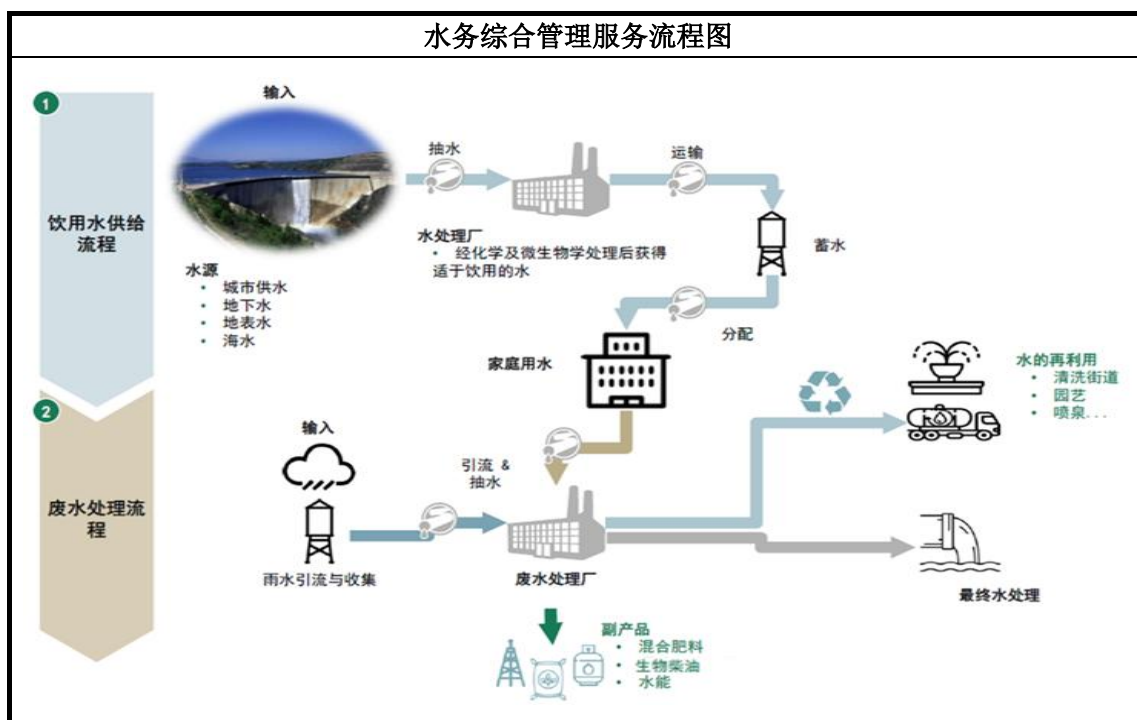 水务综合管理服务流程图
1
输入
抽水
运输
饮用水供给
流程
水处理厂
• 经化学及微生物学处理后获得
适于饮用的水
蓄水
水源
• 城市供水
• 地下水
• 地表水
• 海水
分配
家庭用水
水的再利用
• 清洗街道
• 园艺
• 喷泉...
2
输入
引流 &
抽水
废水处理流
程
雨水引流与收集
废水处理厂
最终水处理
副产品
• 混合肥料
• 生物柴油
• 水能